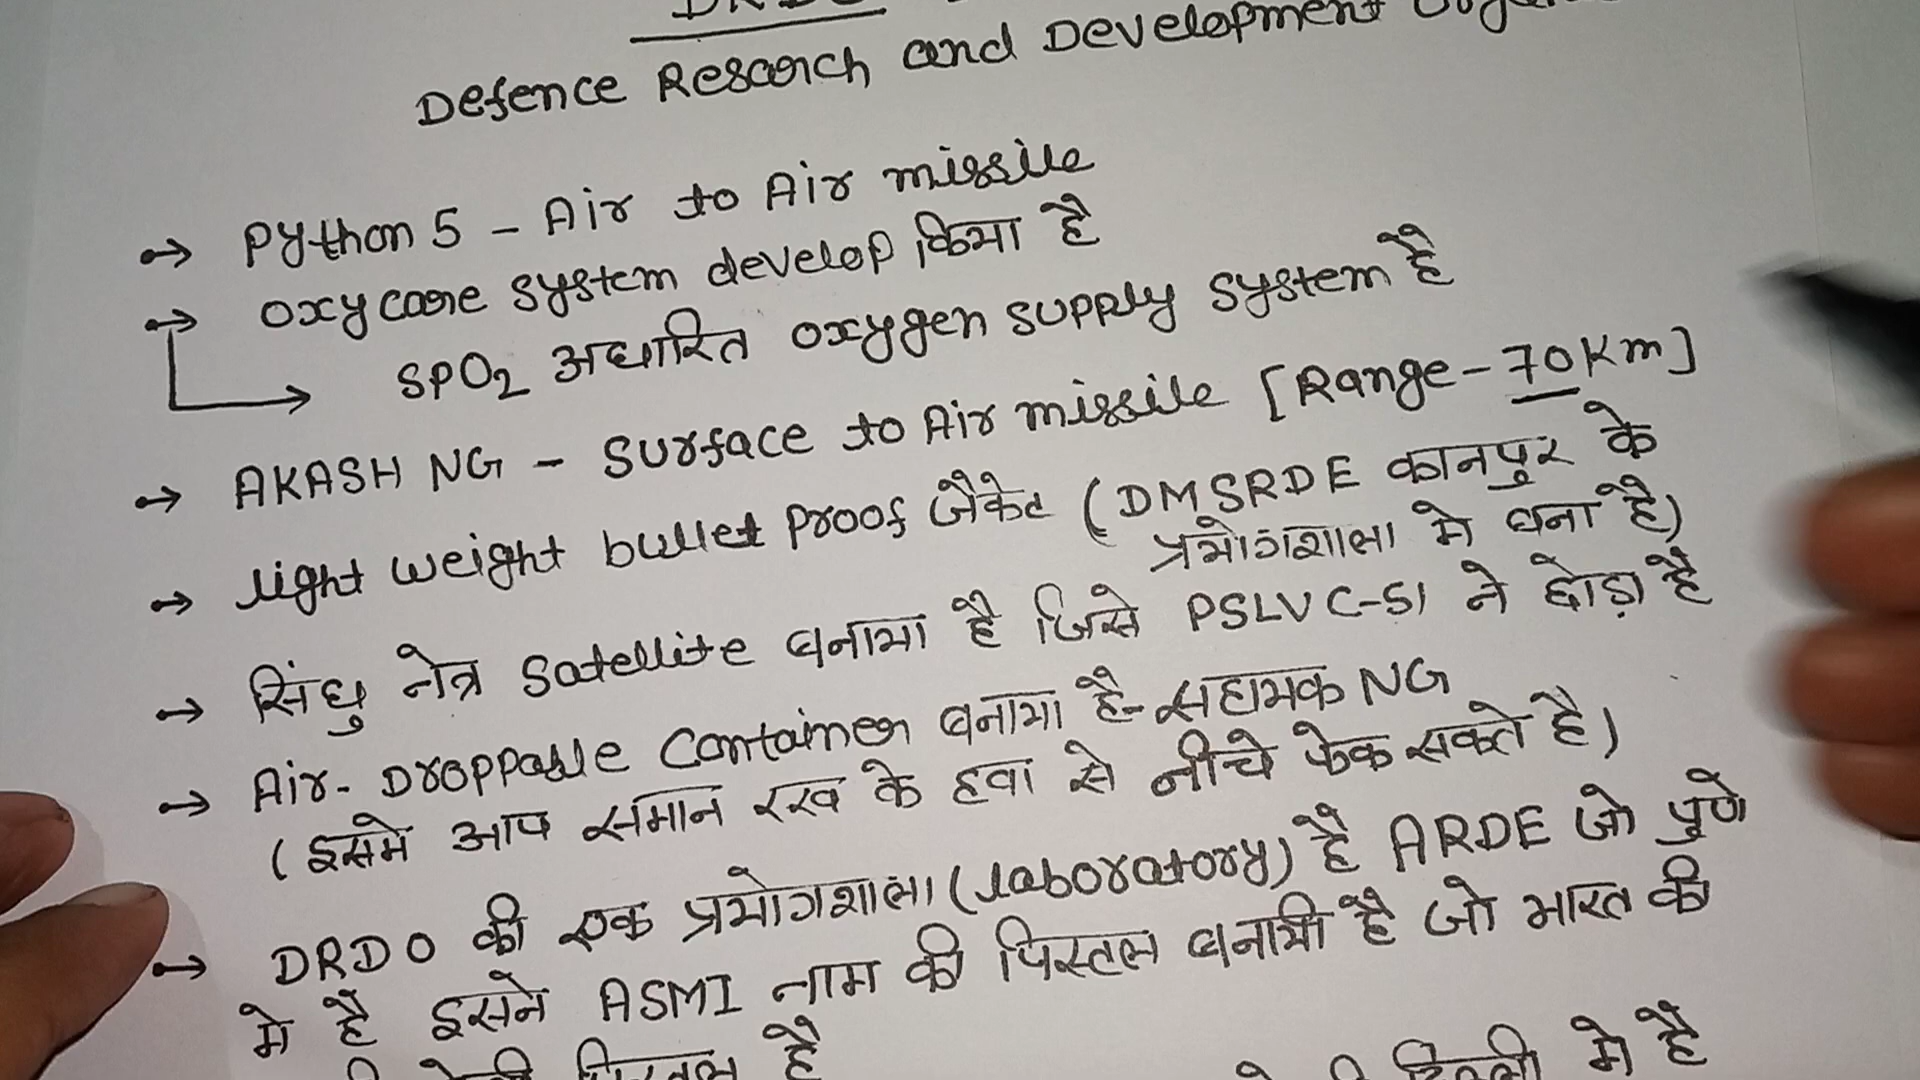 DRDO
Defence Research and Development
→ Python 5 - Air to Air missile
→ Oxycare system develop किया है
→ SPO2 अधारित oxygen supply system है
→ AKASH NG - Surface to Air missile [Range - 70Km]
→ light weight bullet Proof जैकेट (DMSRDE कानपुर के
प्रयोगशाला मे बना है)
→ सिंधु नेत्र Satellite बनाया है जिसे PSLV C-51 ने छोड़ा है
→ Air-Droppable Container बनाया है- सहायक NG
(इसमे आप समान रख के हवा से नीचे फेक सकते है)
→ DRDO की एक प्रयोगशाला (laboratory) है ARDE जो पुणे
मे है इसने ASMI नाम की पिस्तल बनायी है जो भारत की
पिस्तल है
मे है